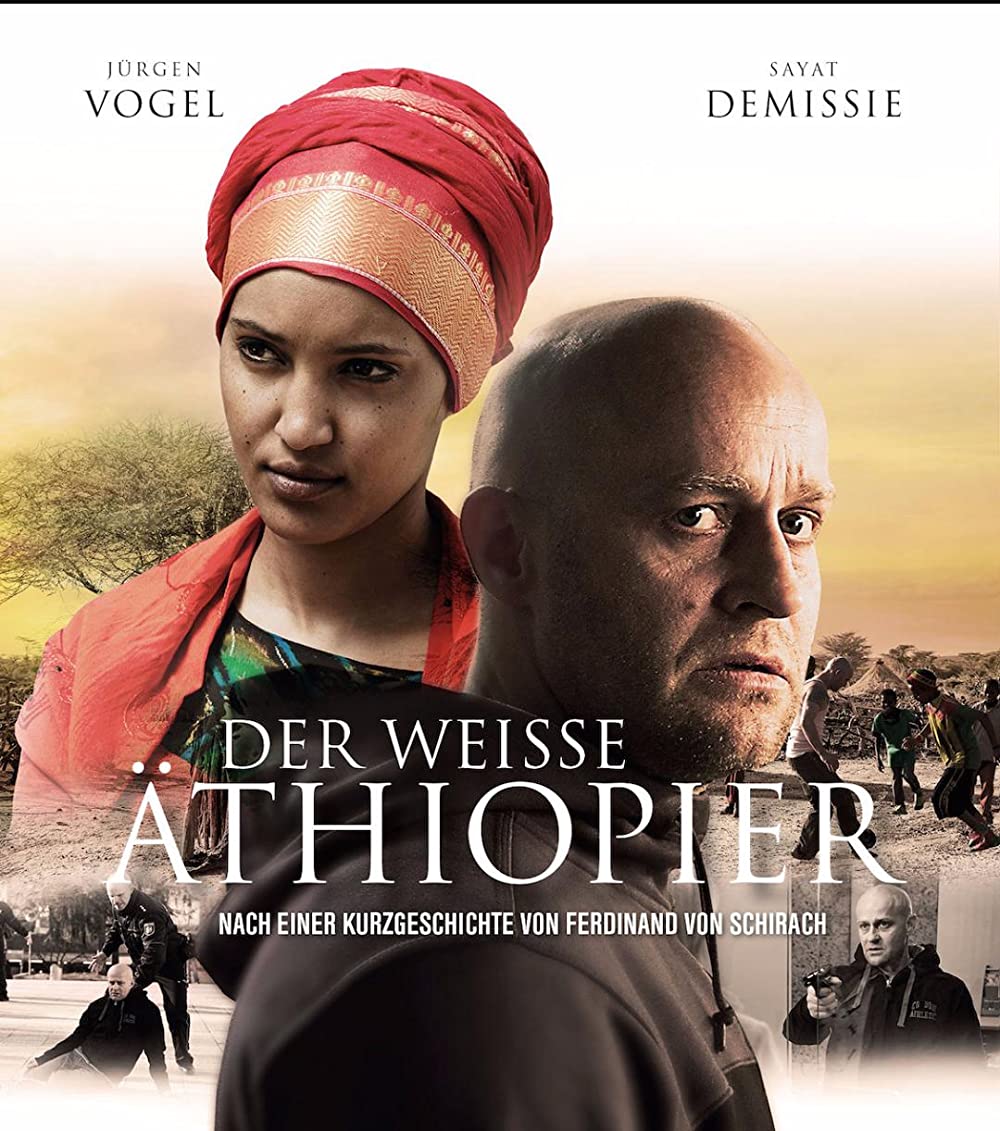 JÜRGEN
VOGEL
SAYAT
DEMISSIE
DER WEISSE
ÄTHIOPIER
NACH EINER KURZGESCHICHTE VON FERDINAND VON SCHIRACH